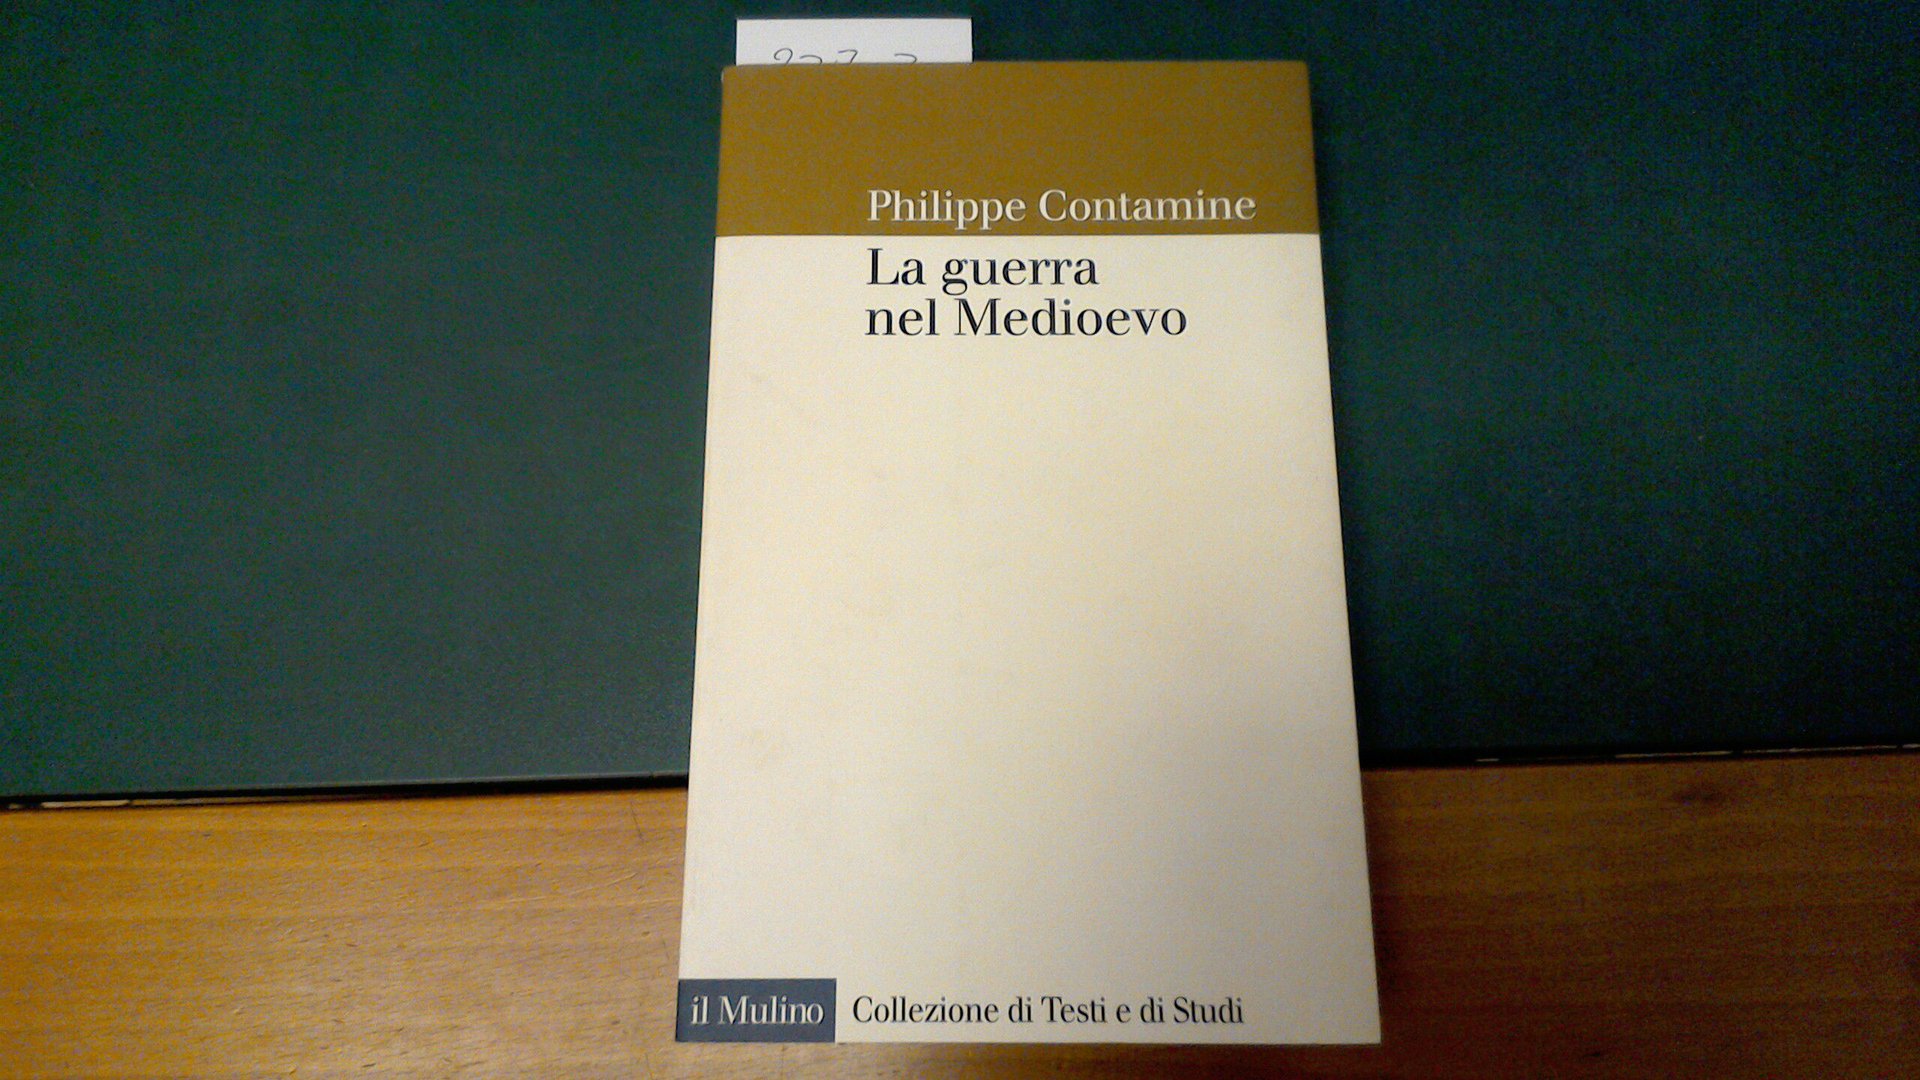 Philippe Contamine
La guerra
nel Medioevo
il Mulino Collezione di Testi e di Studi